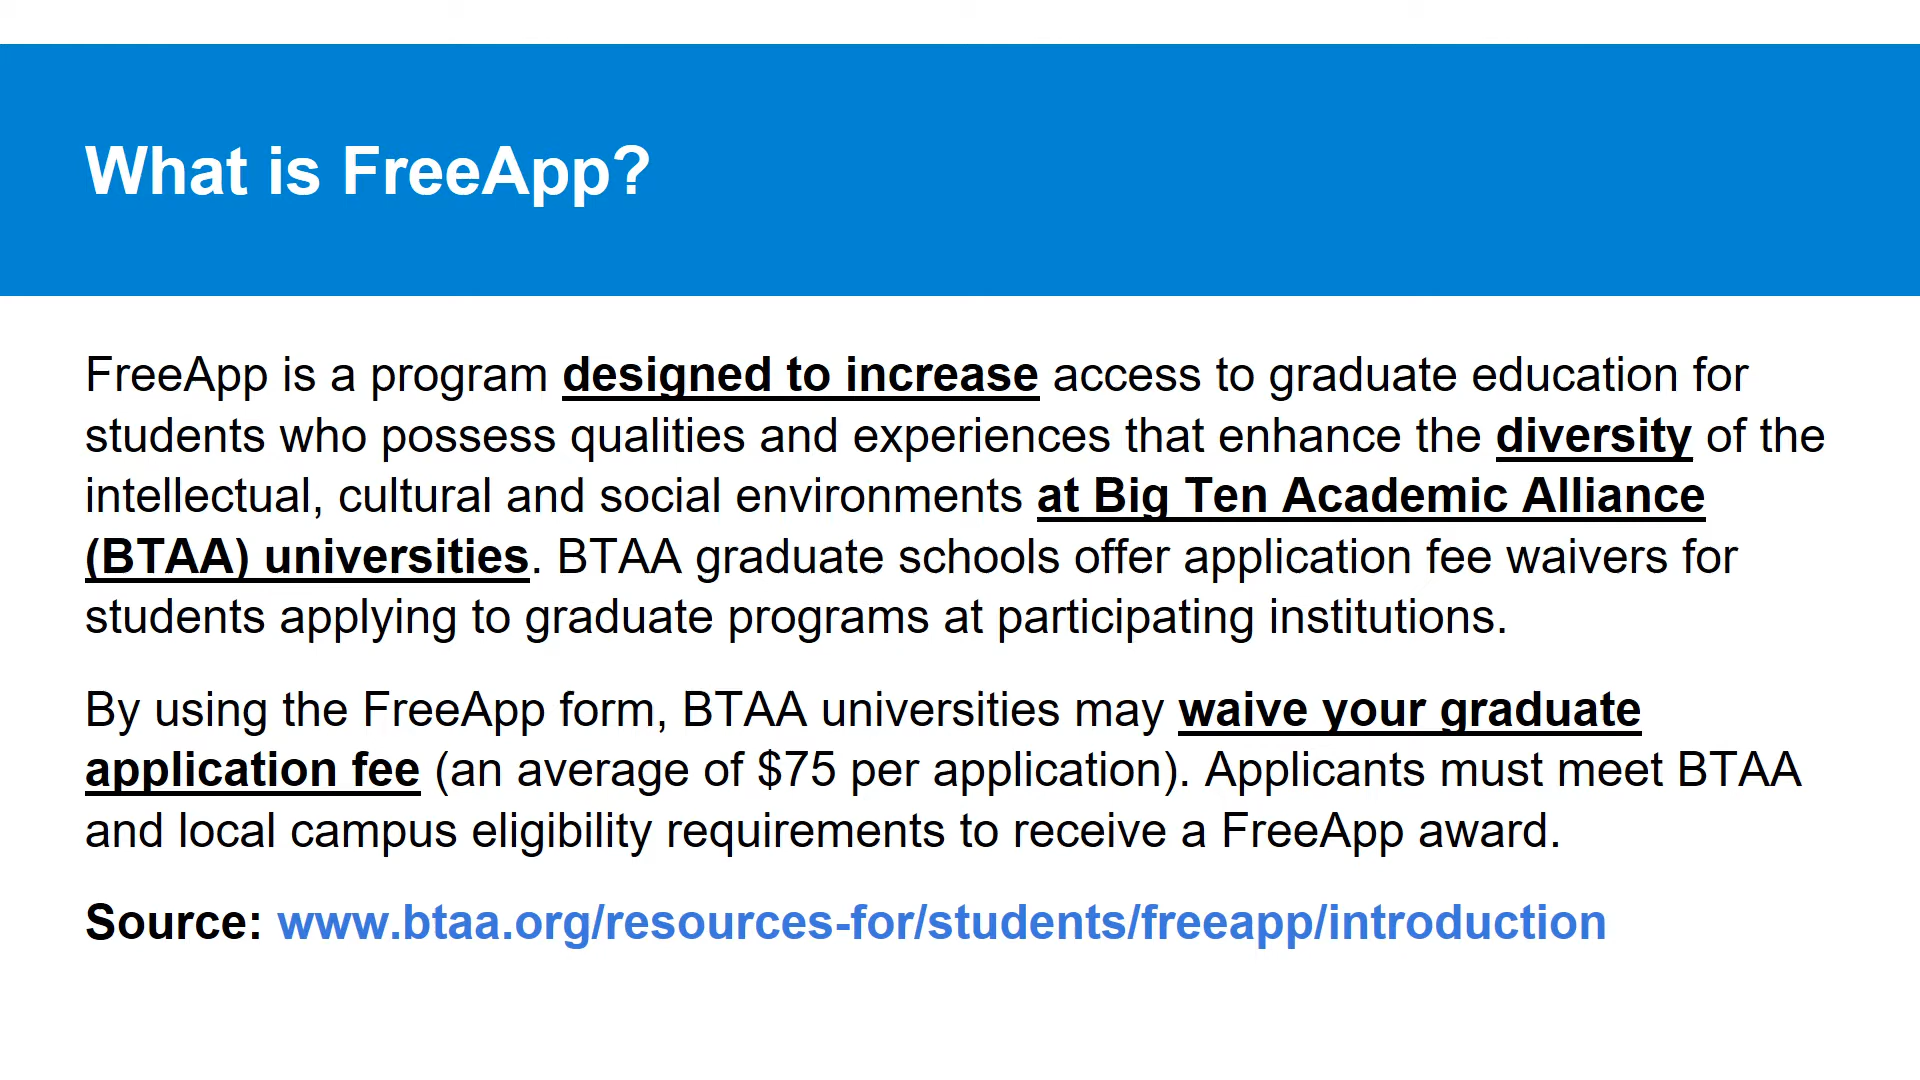 What is FreeApp?
FreeApp is a program designed to increase access to graduate education for
students who possess qualities and experiences that enhance the diversity of the
intellectual, cultural and social environments at Big Ten Academic Alliance
(BTAA) universities. BTAA graduate schools offer application fee waivers for
students applying to graduate programs at participating institutions.
By using the FreeApp form, BTAA universities may waive your graduate
application fee (an average of $75 per application). Applicants must meet BTAA
and local campus eligibility requirements to receive a FreeApp award.
Source: www.btaa.org/resources-for/students/freeapp/introduction